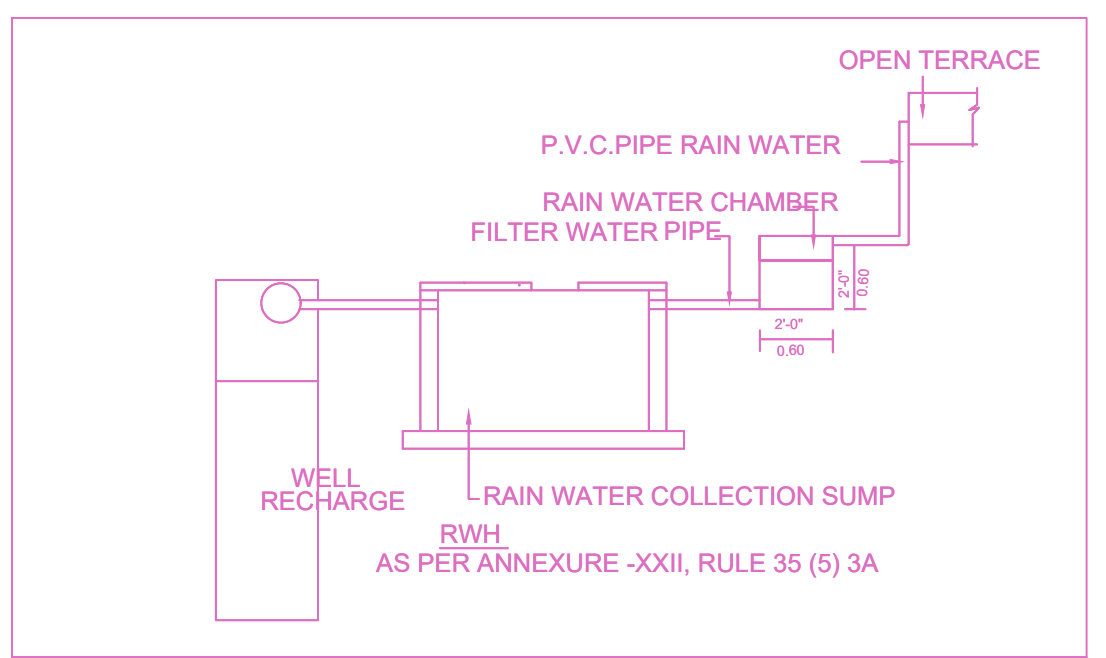 OPEN TERRACE
P.V.C.PIPE RAIN WATER
RAIN WATER CHAMBER
FILTER WATER PIPE
2'-0"
0.60
2'-0"
0.60
WELL
RECHARGE
RAIN WATER COLLECTION SUMP
RWH
AS PER ANNEXURE -XXII, RULE 35 (5) 3A